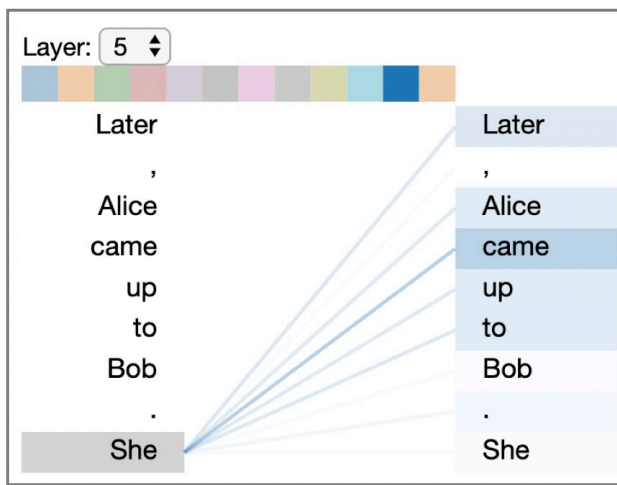 Layer: 5
Later Later
, ,
Alice Alice
came came
up up
to to
Bob Bob
. .
She She